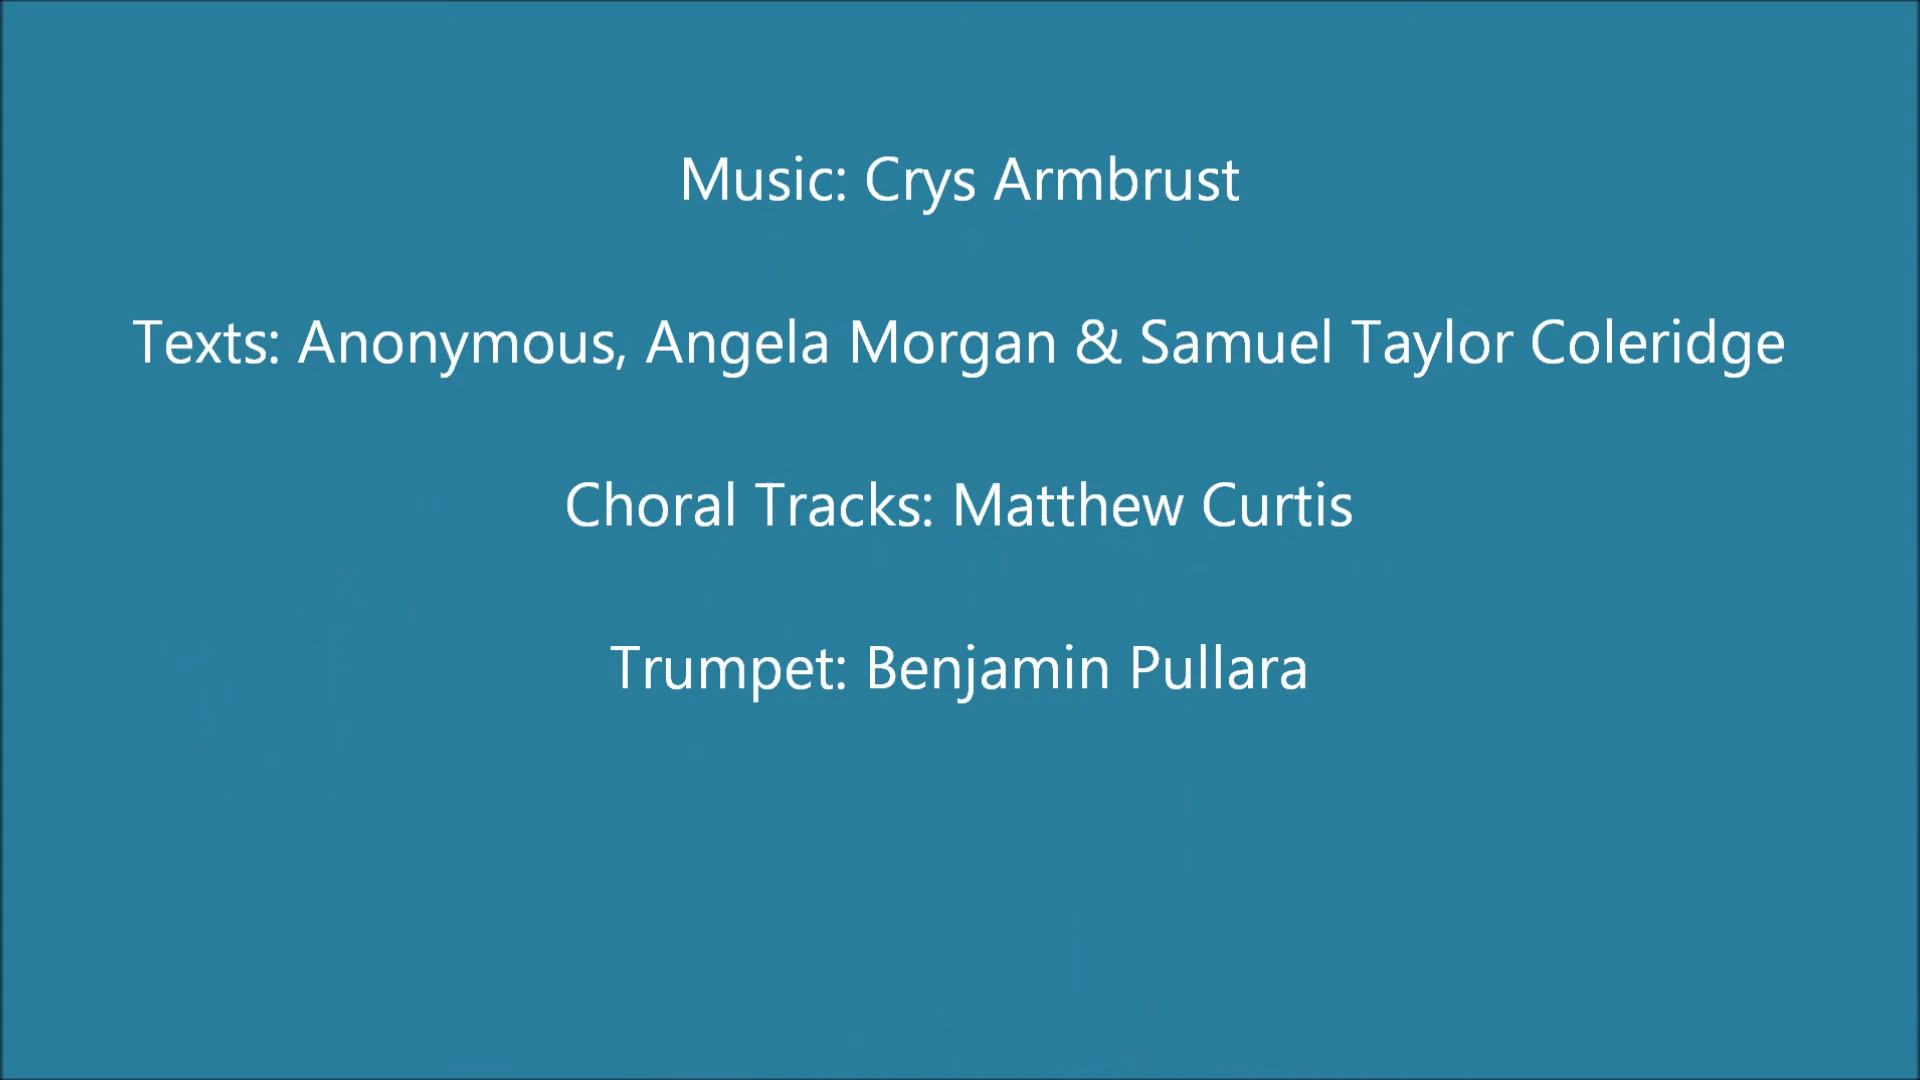 Music: Crys Armbrust
Texts: Anonymous, Angela Morgan & Samuel Taylor Coleridge
Choral Tracks: Matthew Curtis
Trumpet: Benjamin Pullara